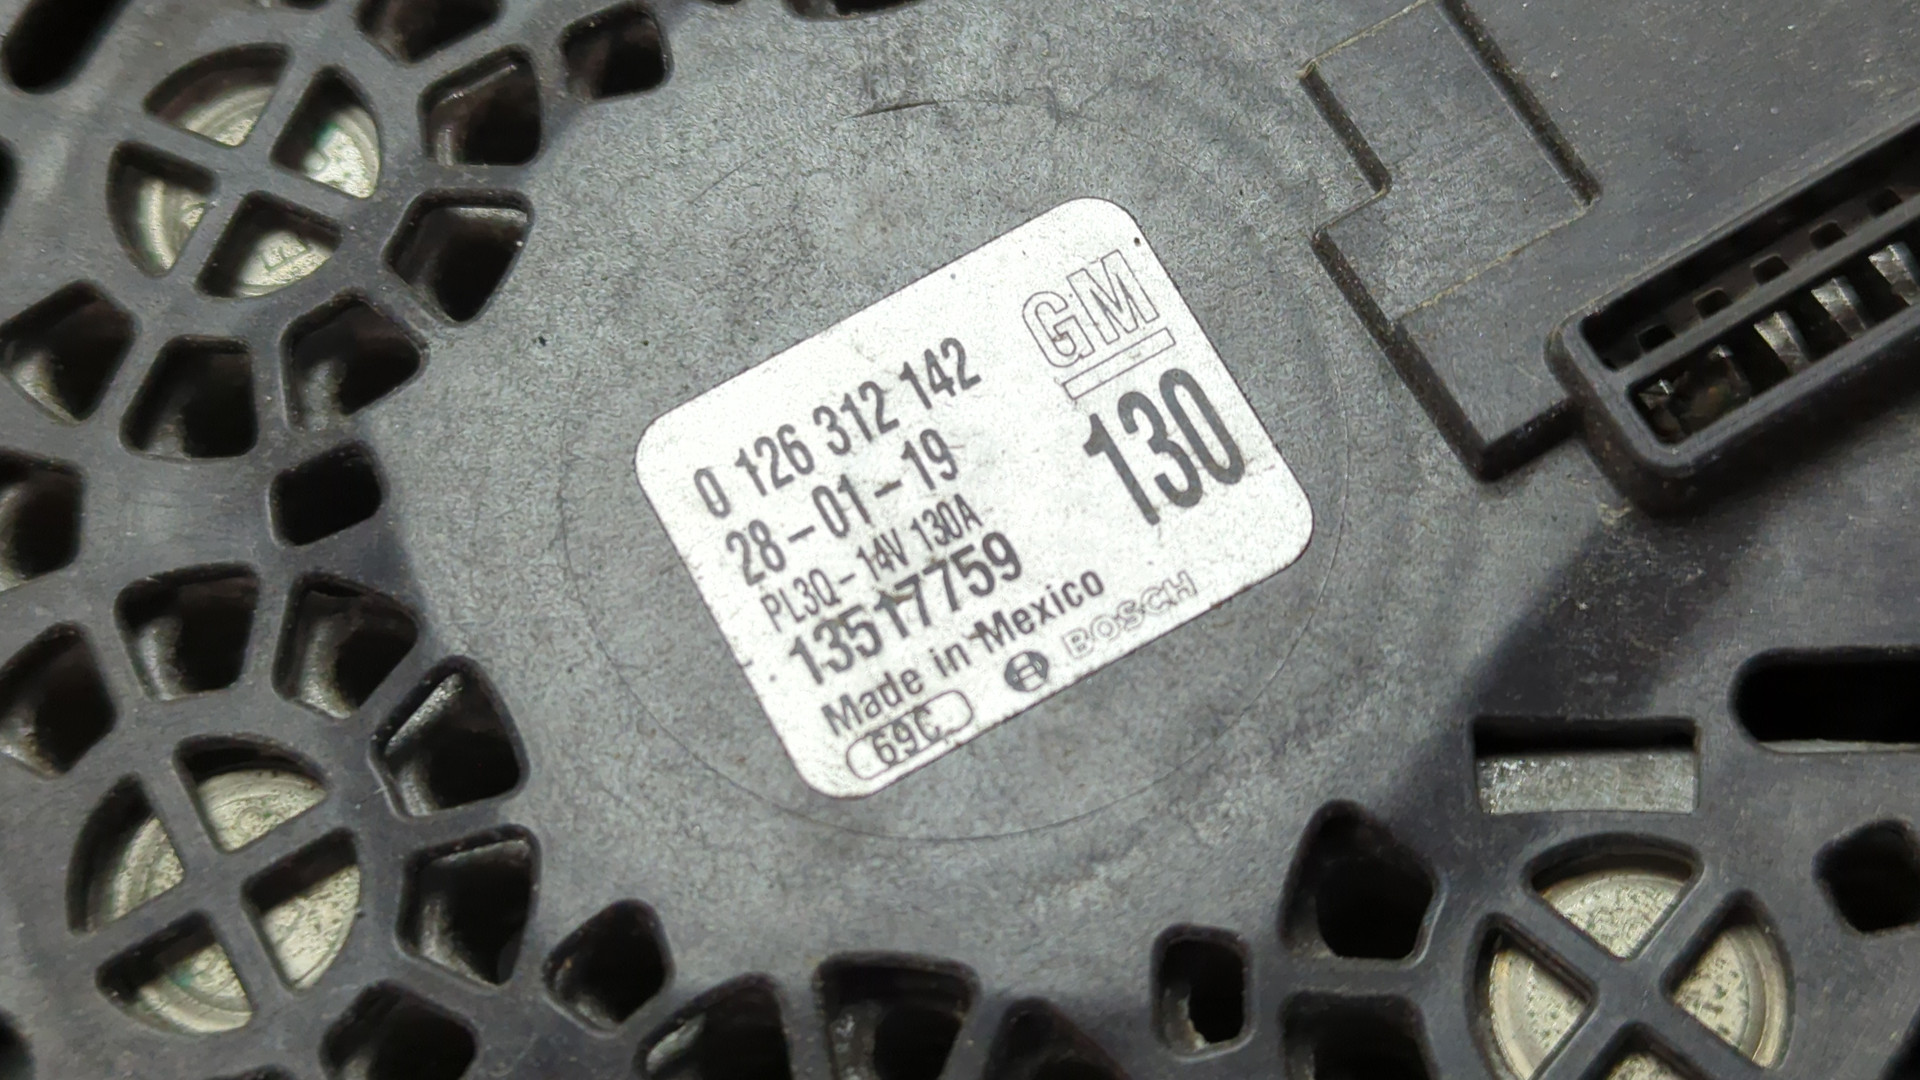 GM
0 126 312 142
130
28-01-19
PL3Q-14V 130A
13517759
Made in Mexico
BOSCH
69C